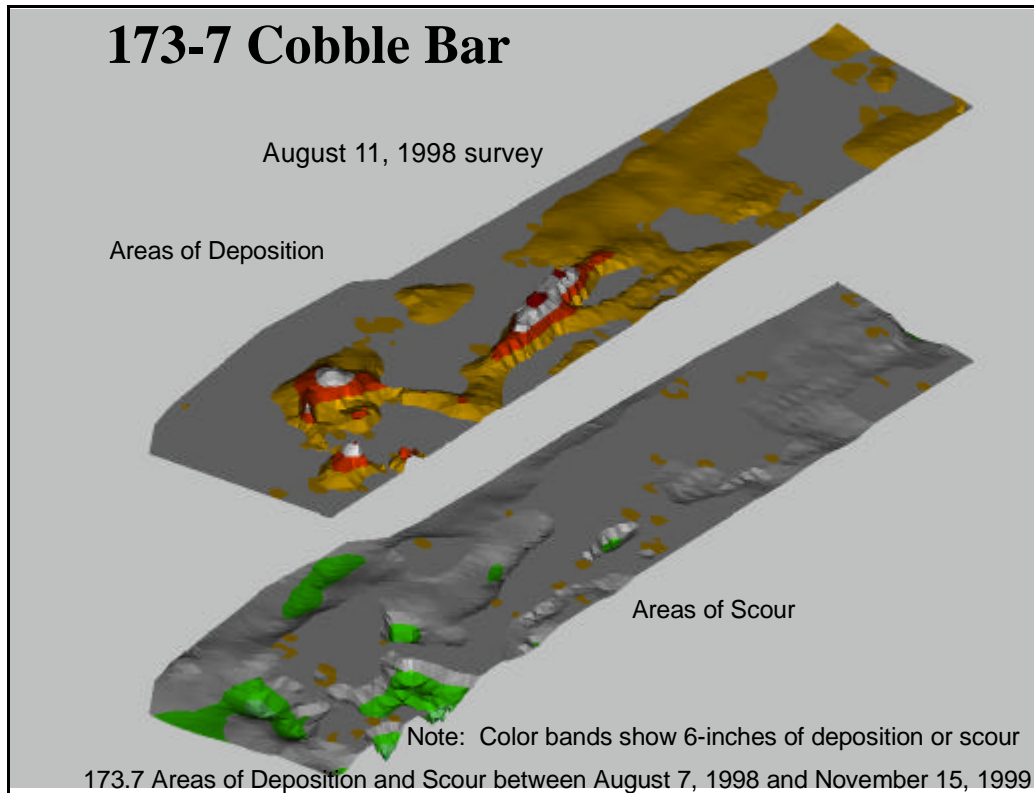 173-7 Cobble Bar
August 11, 1998 survey
Areas of Deposition
Areas of Scour
Note:  Color bands show 6-inches of deposition or scour
173.7 Areas of Deposition and Scour between August 7, 1998 and November 15, 1999